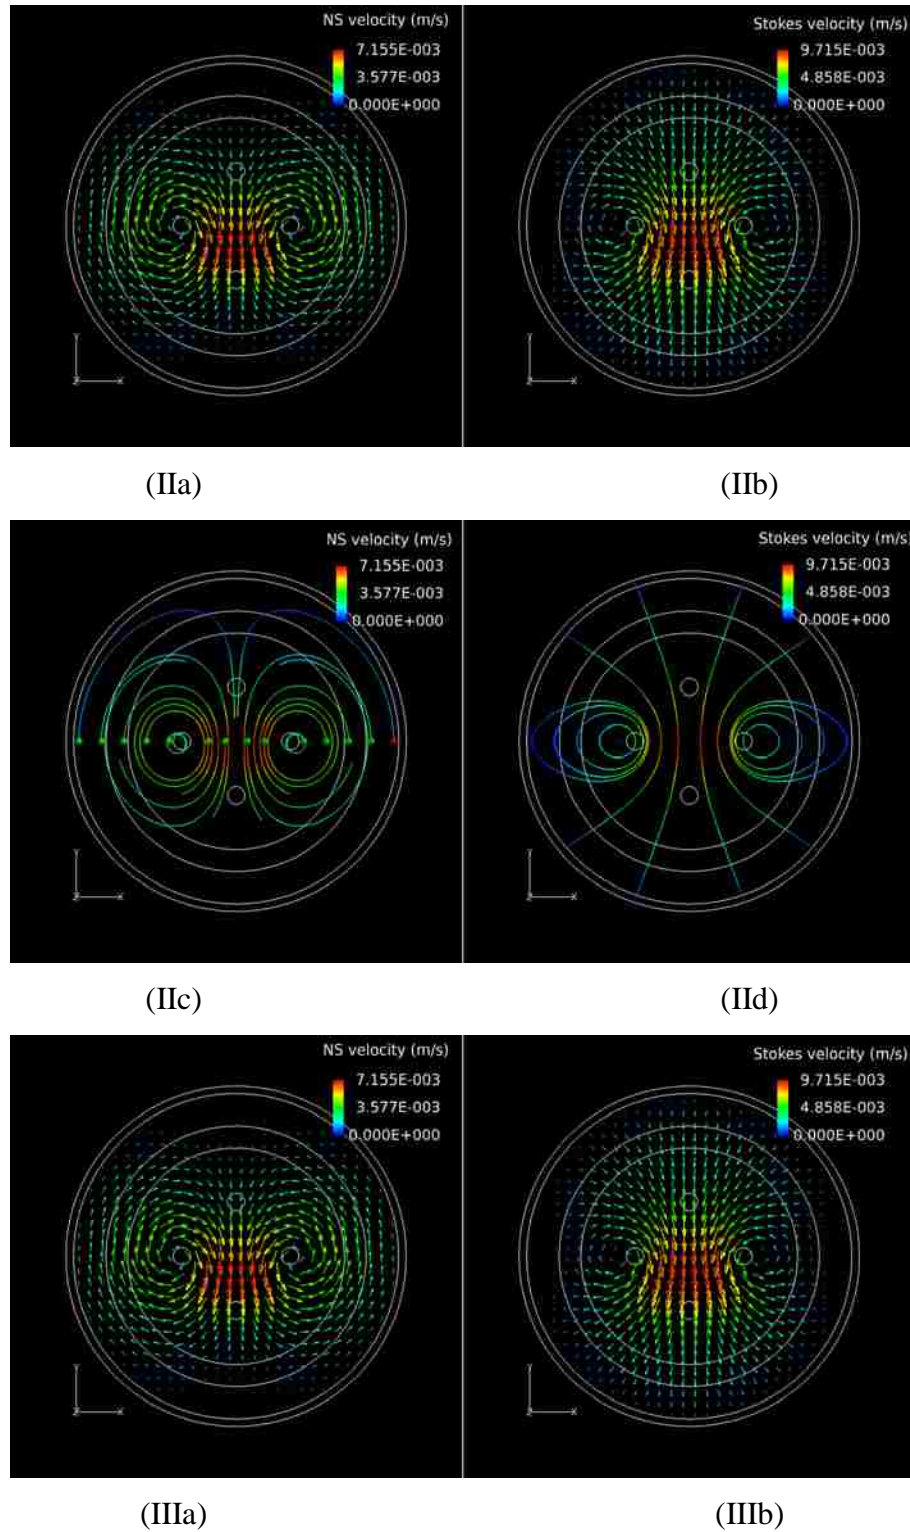 NS velocity (m/s)
7.155E-003
3.577E-003
0.000E+000
Stokes velocity (m/s)
9.715E-003
4.858E-003
0.000E+000
(IIa)
(IIb)
NS velocity (m/s)
7.155E-003
3.577E-003
0.000E+000
Stokes velocity (m/s)
9.715E-003
4.858E-003
0.000E+000
(IIc)
(IId)
NS velocity (m/s)
7.155E-003
3.577E-003
0.000E+000
Stokes velocity (m/s)
9.715E-003
4.858E-003
0.000E+000
(IIIa)
(IIIb)